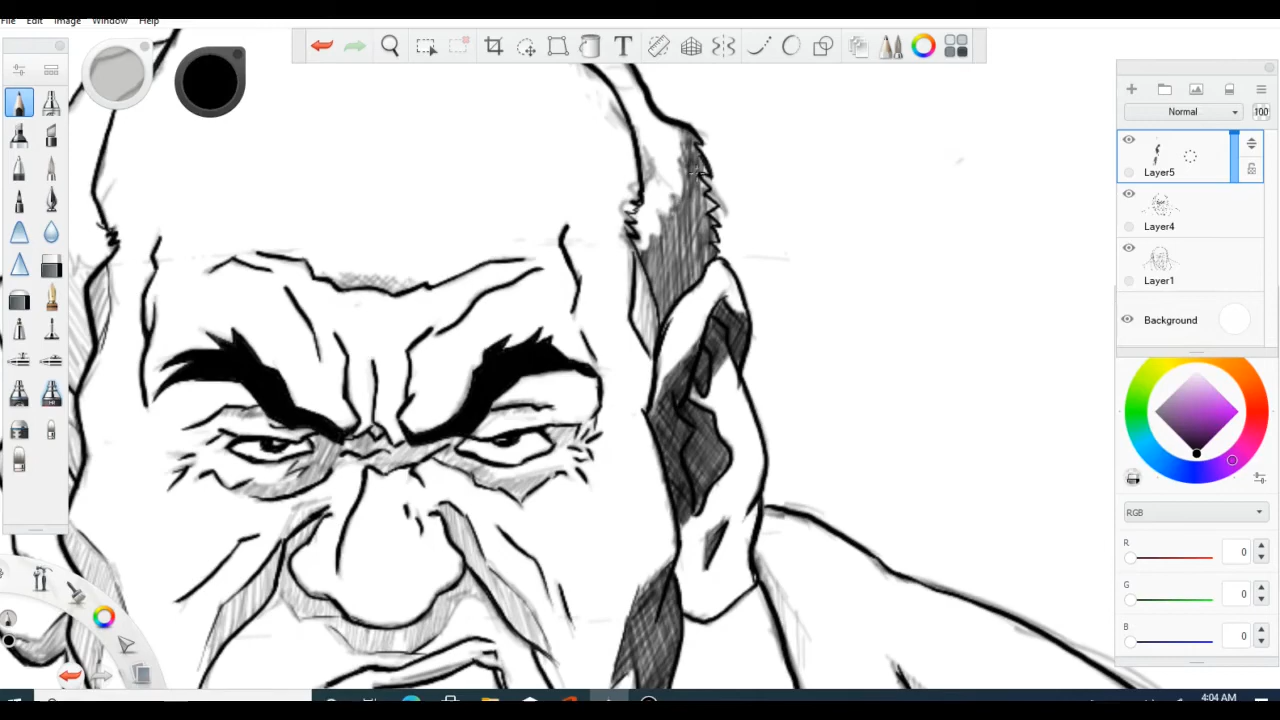 File Edit Image Window Help
Normal
100
Layer5
Layer4
Layer1
Background
RGB
R
0
G
0
B
0
4:04 AM